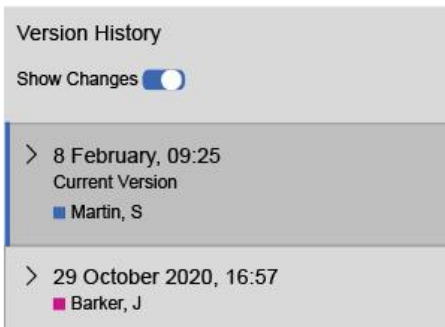 Version History
Show Changes
8 February, 09:25
Current Version
Martin, S
29 October 2020, 16:57
Barker, J